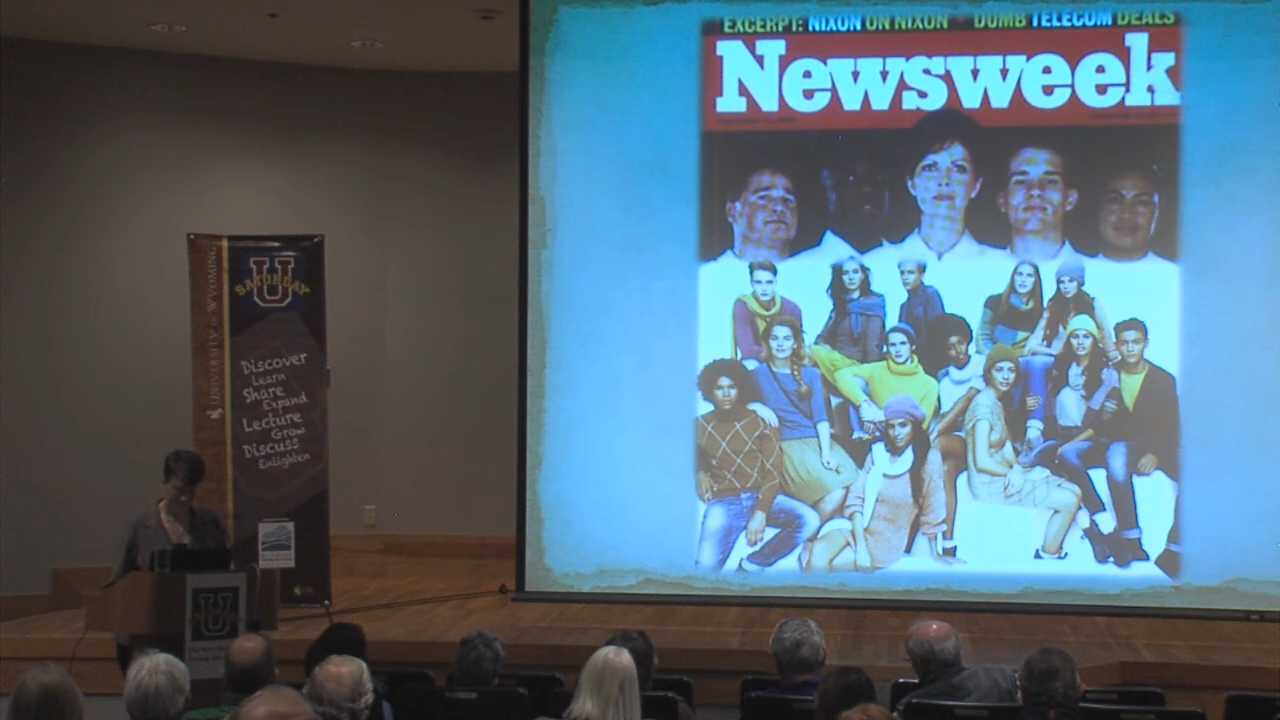 EXCERPT: NIXON ON NIXON * DUMB TELECOM DEALS
Newsweek
UNIVERSITY OF WYOMING
U
SATURDAY
Discover
Learn
Share
Expand
Lecture
Grow
Discuss
Enlighten
U